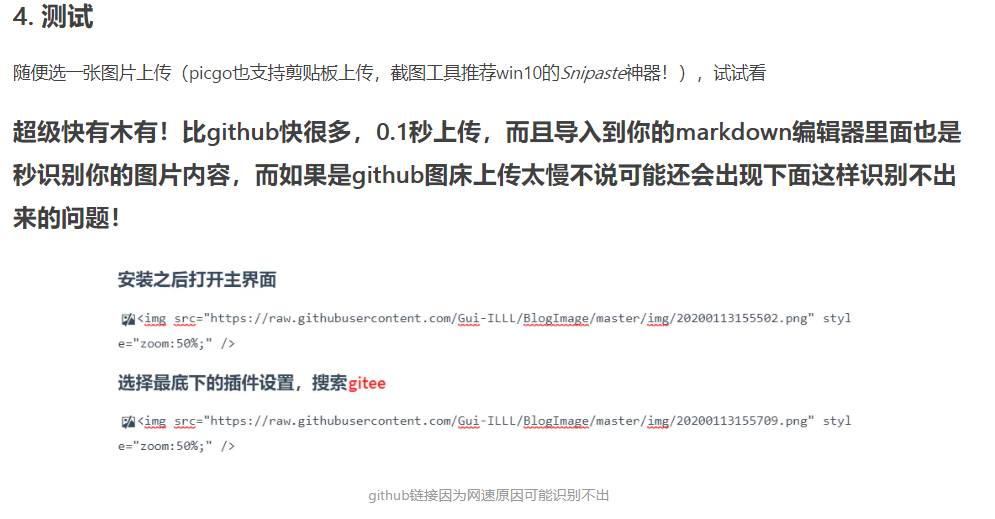 4. 测试
随便选一张图片上传（picgo也支持剪贴板上传，截图工具推荐win10的Snipaste神器！），试试看
超级快有木有！比github快很多，0.1秒上传，而且导入到你的markdown编辑器里面也是
秒识别你的图片内容，而如果是github图床上传太慢不说可能还会出现下面这样识别不出
来的问题！
安装之后打开主界面
<img src="https://raw.githubusercontent.com/Gui-ILLL/BlogImage/master/img/20200113155502.png" styl
e="zoom:50%;" />
选择最底下的插件设置，搜索gitee
<img src="https://raw.githubusercontent.com/Gui-ILLL/BlogImage/master/img/20200113155709.png" styl
e="zoom:50%;" />
github链接因为网速原因可能识别不出